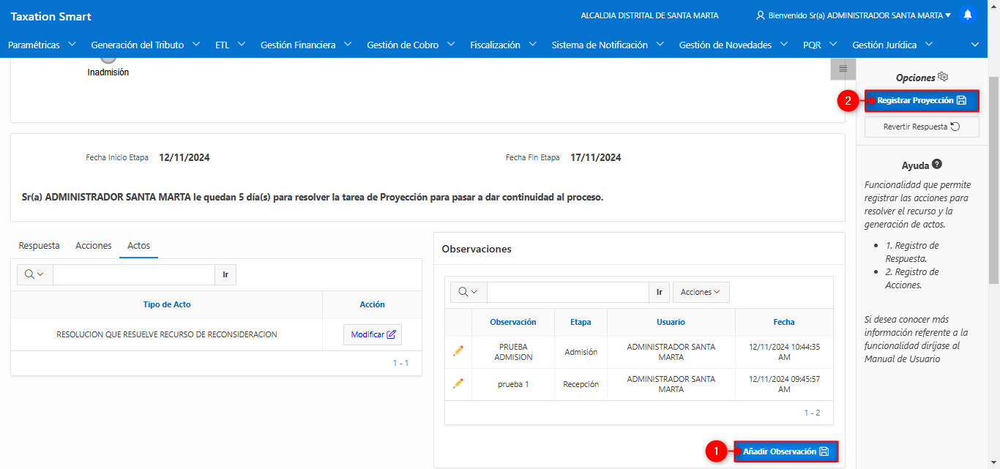 Taxation Smart
ALCALDIA DISTRITAL DE SANTA MARTA
Bienvenido Sr(a) ADMINISTRADOR SANTA MARTA
Paramétricas
Generación del Tributo
ETL
Gestión Financiera
Gestión de Cobro
Fiscalización
Sistema de Notificación
Gestión de Novedades
PQR
Gestión Jurídica
Inadmisión
Opciones
2
Registrar Proyección
Revertir Respuesta
Fecha Inicio Etapa 12/11/2024
Fecha Fin Etapa 17/11/2024
Sr(a) ADMINISTRADOR SANTA MARTA le quedan 5 día(s) para resolver la tarea de Proyección para pasar a dar continuidad al proceso.
Ayuda
Funcionalidad que permite
registrar las acciones para
resolver el recurso y la
generación de actos.
1. Registro de
Respuesta.
2. Registro de
Acciones.
Si desea conocer más
información referente a la
funcionalidad diríjase al
Manual de Usuario
Respuesta
Acciones
Actos
Ir
Tipo de Acto
Acción
RESOLUCION QUE RESUELVE RECURSO DE RECONSIDERACION
Modificar
1 - 1
Observaciones
Ir
Acciones
Observación
Etapa
Usuario
Fecha
PRUEBA
ADMISION
Admisión
ADMINISTRADOR SANTA
MARTA
12/11/2024 10:44:35
AM
prueba 1
Recepción
ADMINISTRADOR SANTA
MARTA
12/11/2024 09:45:57
AM
1 - 2
1
Añadir Observación